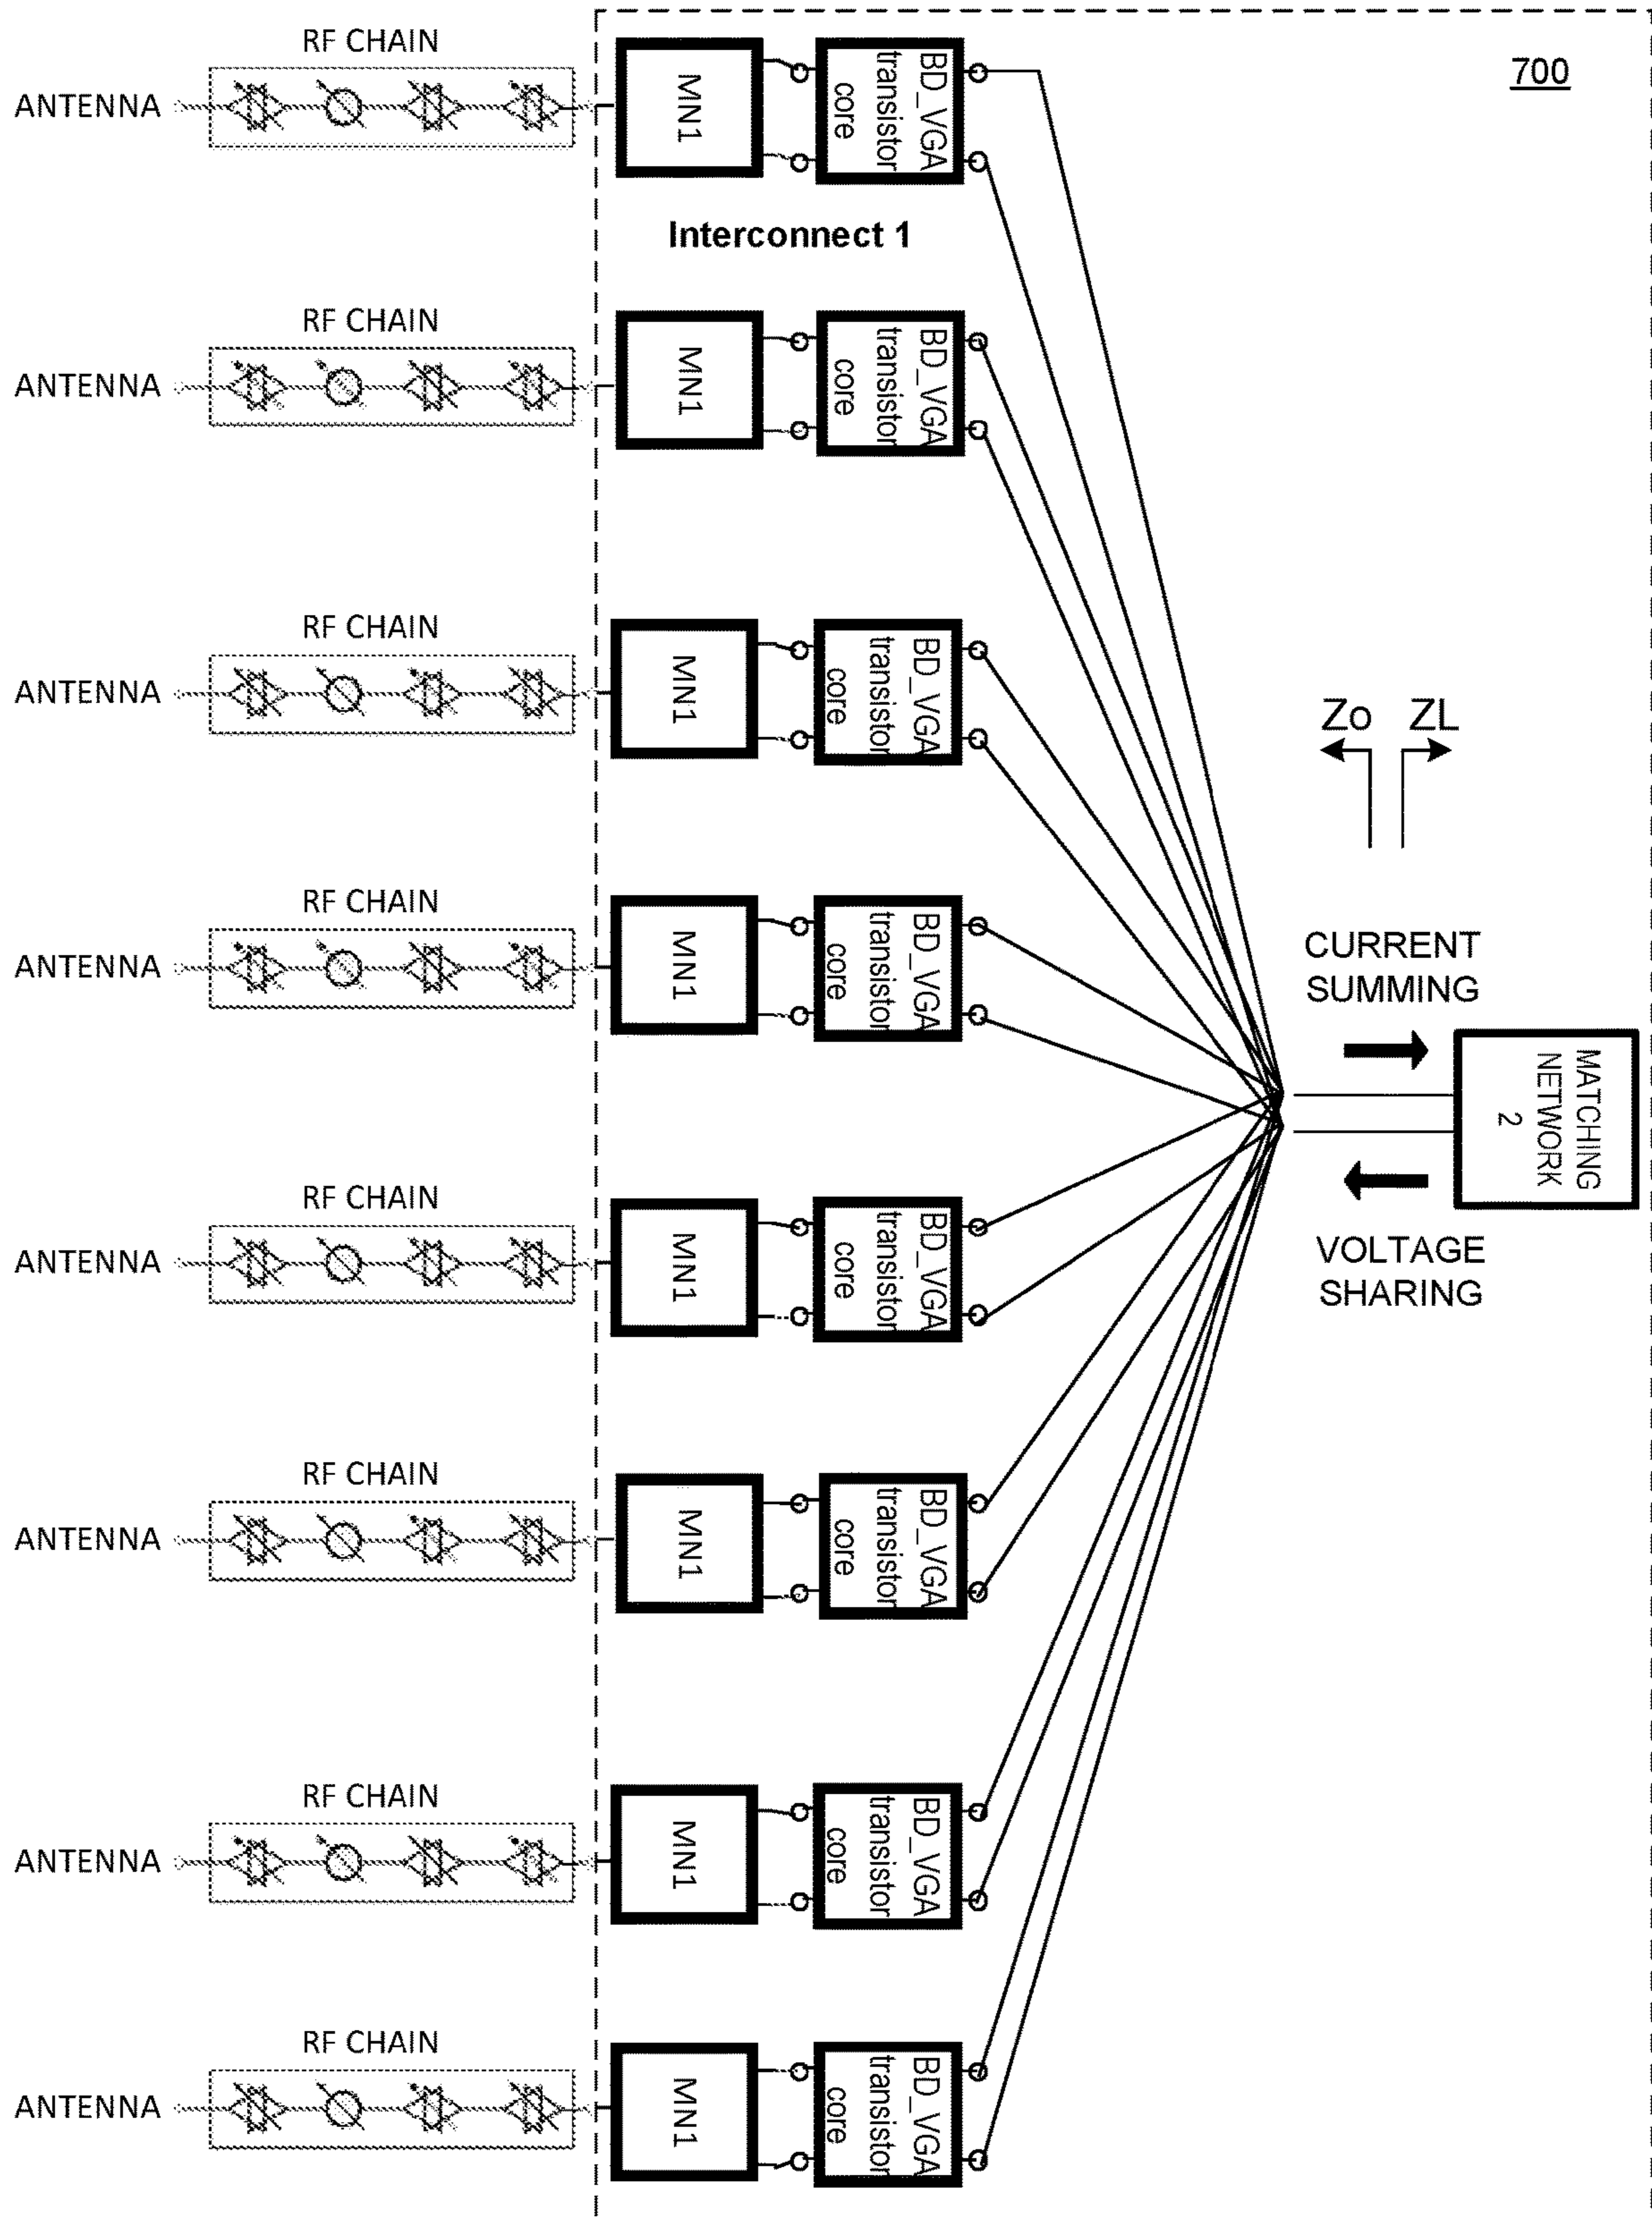 700
RF CHAIN
ANTENNA
MN1
BD_VGA
transistor
core
Interconnect 1
RF CHAIN
ANTENNA
MN1
BD_VGA
transistor
core
RF CHAIN
ANTENNA
MN1
BD_VGA
transistor
core
Zo
ZL
RF CHAIN
ANTENNA
MN1
BD_VGA
transistor
core
CURRENT
SUMMING
MATCHING
NETWORK
2
VOLTAGE
SHARING
RF CHAIN
ANTENNA
MN1
BD_VGA
transistor
core
RF CHAIN
ANTENNA
MN1
BD_VGA
transistor
core
RF CHAIN
ANTENNA
MN1
BD_VGA
transistor
core
RF CHAIN
ANTENNA
MN1
BD_VGA
transistor
core